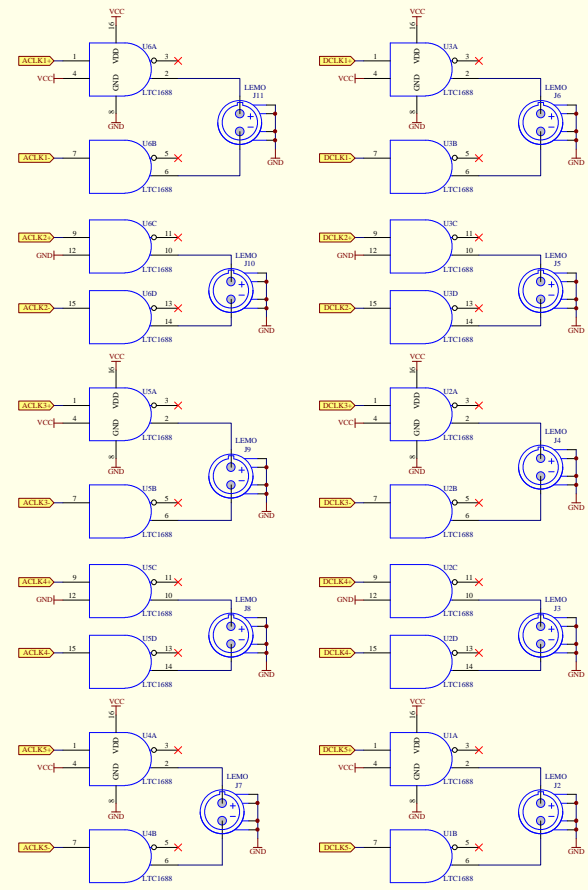 VCC
16
U6A
ACLK1+
1
3
VDD
VCC
4
2
GND
LTC1688
8
GND
LEMO
J11
+
−
GND
U6B
ACLK1-
7
5
6
LTC1688
VCC
16
U3A
DCLK1+
1
3
VDD
VCC
4
2
GND
LTC1688
8
GND
LEMO
J6
+
−
GND
U3B
DCLK1-
7
5
6
LTC1688
U6C
ACLK2+
9
11
GND
12
10
LTC1688
LEMO
J10
+
−
GND
U6D
ACLK2-
15
13
14
LTC1688
U3C
DCLK2+
9
11
GND
12
10
LTC1688
LEMO
J5
+
−
GND
U3D
DCLK2-
15
13
14
LTC1688
VCC
16
U5A
ACLK3+
1
3
VDD
VCC
4
2
GND
LTC1688
8
GND
LEMO
J9
+
−
GND
U5B
ACLK3-
7
5
6
LTC1688
VCC
16
U2A
DCLK3+
1
3
VDD
VCC
4
2
GND
LTC1688
8
GND
LEMO
J4
+
−
GND
U2B
DCLK3-
7
5
6
LTC1688
U5C
ACLK4+
9
11
GND
12
10
LTC1688
LEMO
J8
+
−
GND
U5D
ACLK4-
15
13
14
LTC1688
U2C
DCLK4+
9
11
GND
12
10
LTC1688
LEMO
J3
+
−
GND
U2D
DCLK4-
15
13
14
LTC1688
VCC
16
U4A
ACLK5+
1
3
VDD
VCC
4
2
GND
LTC1688
8
GND
LEMO
J7
+
−
GND
U4B
ACLK5-
7
5
6
LTC1688
VCC
16
U1A
DCLK5+
1
3
VDD
VCC
4
2
GND
LTC1688
8
GND
LEMO
J2
+
−
GND
U1B
DCLK5-
7
5
6
LTC1688